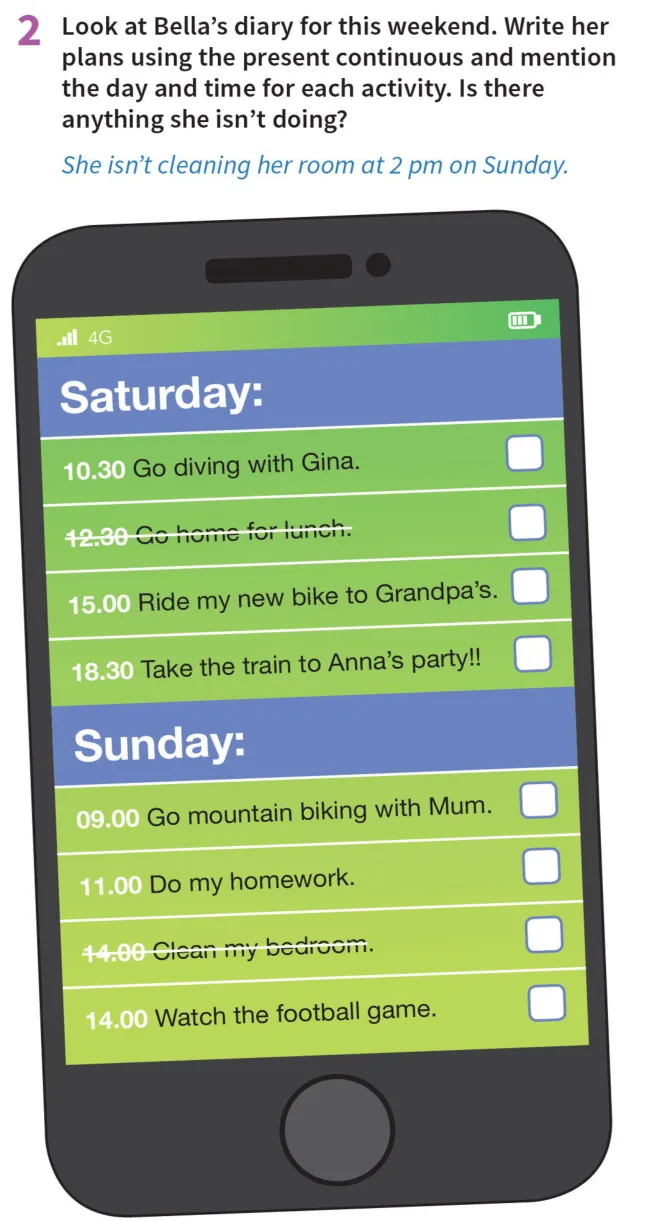 2 Look at Bella’s diary for this weekend. Write her
plans using the present continuous and mention
the day and time for each activity. Is there
anything she isn’t doing?
She isn’t cleaning her room at 2 pm on Sunday.
4G
Saturday:
10.30 Go diving with Gina.
12.30 Go home for lunch.
15.00 Ride my new bike to Grandpa’s.
18.30 Take the train to Anna’s party!!
Sunday:
09.00 Go mountain biking with Mum.
11.00 Do my homework.
14.00 Clean my bedroom.
14.00 Watch the football game.